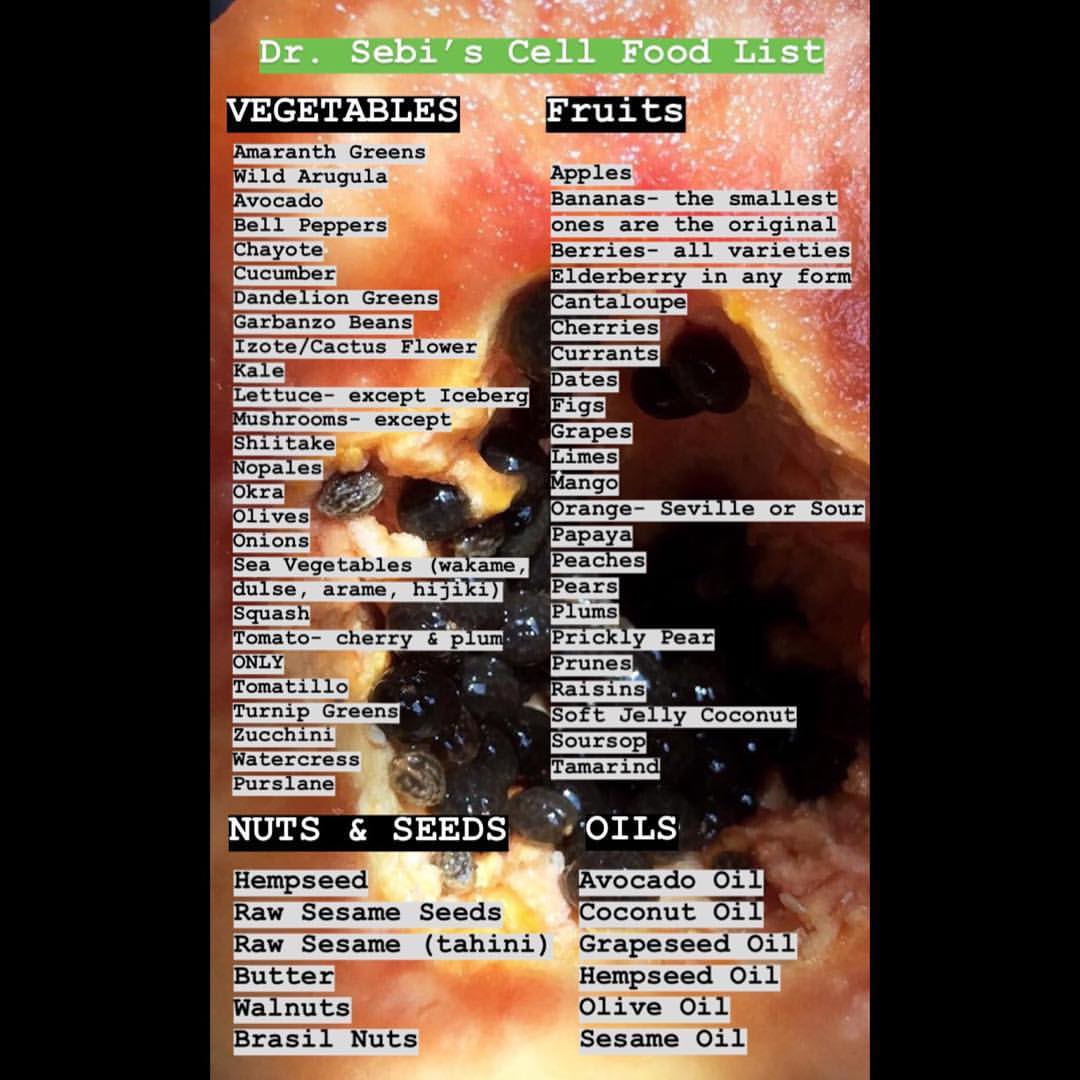 Dr. Sebi’s Cell Food List
VEGETABLES
Amaranth Greens
Wild Arugula
Avocado
Bell Peppers
Chayote
Cucumber
Dandelion Greens
Garbanzo Beans
Izote/Cactus Flower
Kale
Lettuce- except Iceberg
Mushrooms- except
Shiitake
Nopales
Okra
Olives
Onions
Sea Vegetables (wakame,
dulse, arame, hijiki)
Squash
Tomato- cherry & plum
ONLY
Tomatillo
Turnip Greens
Zucchini
Watercress
Purslane
Fruits
Apples
Bananas- the smallest
ones are the original
Berries- all varieties
Elderberry in any form
Cantaloupe
Cherries
Currants
Dates
Figs
Grapes
Limes
Mango
Orange- Seville or Sour
Papaya
Peaches
Pears
Plums
Prickly Pear
Prunes
Raisins
Soft Jelly Coconut
Soursop
Tamarind
NUTS & SEEDS
Hempseed
Raw Sesame Seeds
Raw Sesame (tahini)
Butter
Walnuts
Brasil Nuts
OILS
Avocado Oil
Coconut Oil
Grapeseed Oil
Hempseed Oil
Olive Oil
Sesame Oil